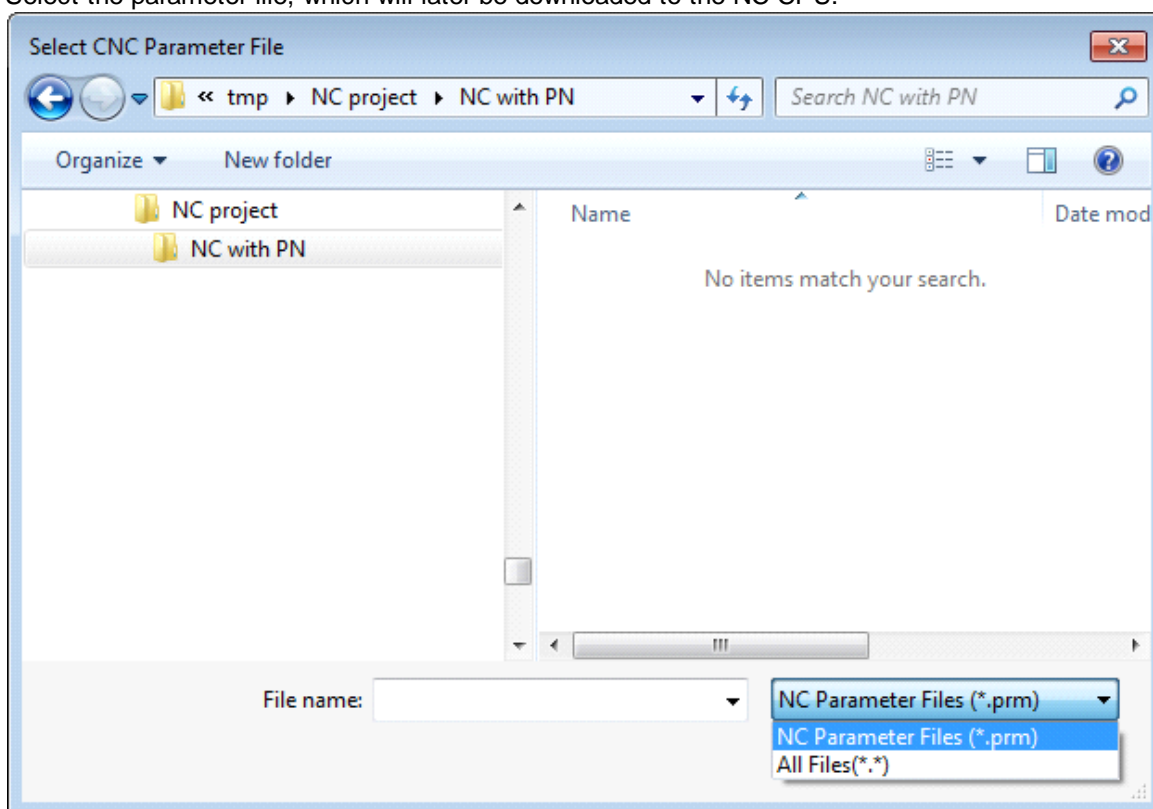 Select the parameter file, which will later be downloaded to the NC CPU.
Select CNC Parameter File
« tmp ▸ NC project ▸ NC with PN
Search NC with PN
Organize
New folder
NC project
NC with PN
Name
Date mod
No items match your search.
File name:
NC Parameter Files (*.prm)
NC Parameter Files (*.prm)
All Files(*.*)